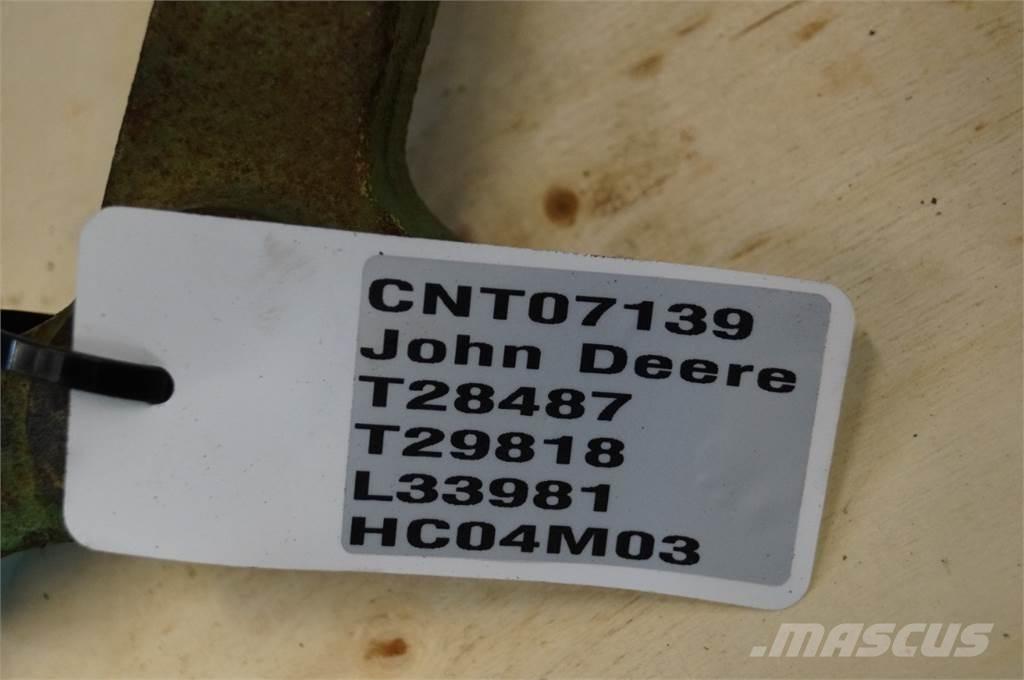 CNT07139
John Deere
T28487
T29818
L33981
HC04M03
.MASCUS